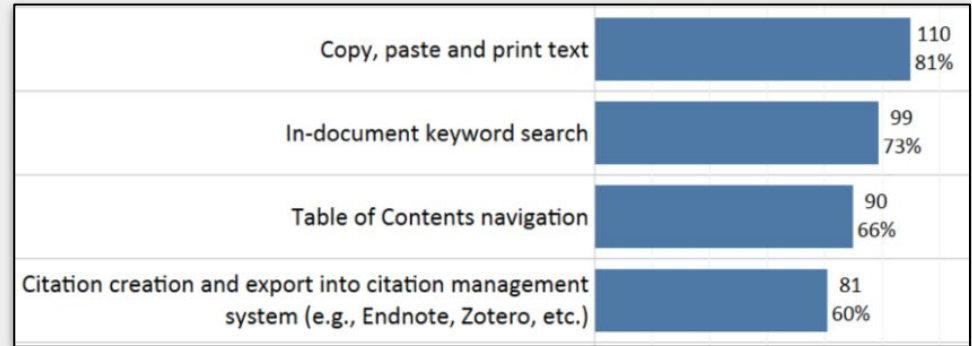 Copy, paste and print text
110
81%
In-document keyword search
99
73%
Table of Contents navigation
90
66%
Citation creation and export into citation management
system (e.g., Endnote, Zotero, etc.)
81
60%